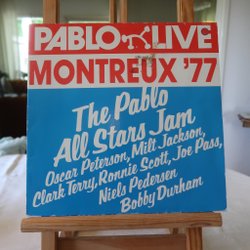 PABLO LIVE
MONTREUX '77
The Pablo
All Stars Jam
Oscar Peterson, Milt Jackson,
Clark Terry, Ronnie Scott, Joe Pass,
Niels Pedersen
Bobby Durham